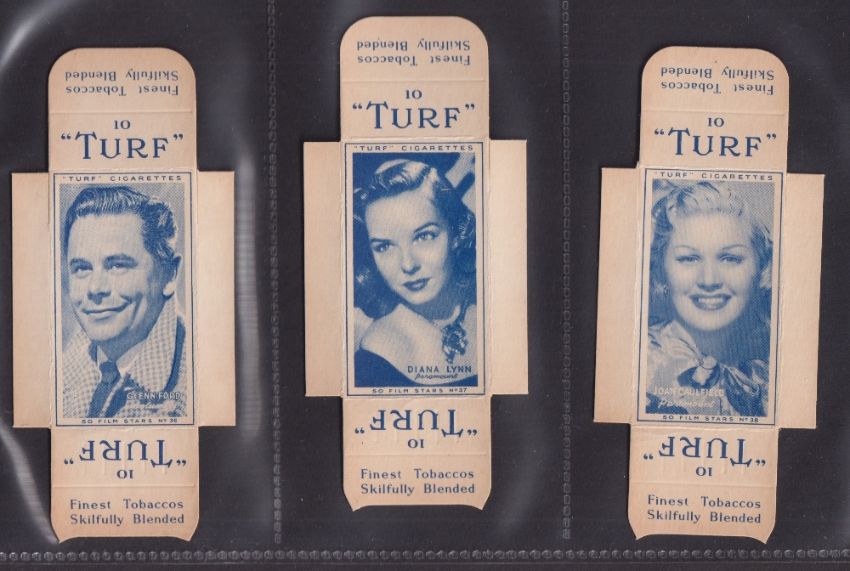 Finest Tobaccos
Skilfully Blended
10
"TURF"
"TURF" CIGARETTES
GLENN FORD
50 FILM STARS Nº 36
"TURF"
10
Finest Tobaccos
Skilfully Blended
Finest Tobaccos
Skilfully Blended
10
"TURF"
"TURF" CIGARETTES
DIANA LYNN
Paramount
50 FILM STARS Nº 37
"TURF"
10
Finest Tobaccos
Skilfully Blended
Finest Tobaccos
Skilfully Blended
10
"TURF"
"TURF" CIGARETTES
JOAN CAULFIELD
Paramount
50 FILM STARS Nº 38
"TURF"
10
Finest Tobaccos
Skilfully Blended